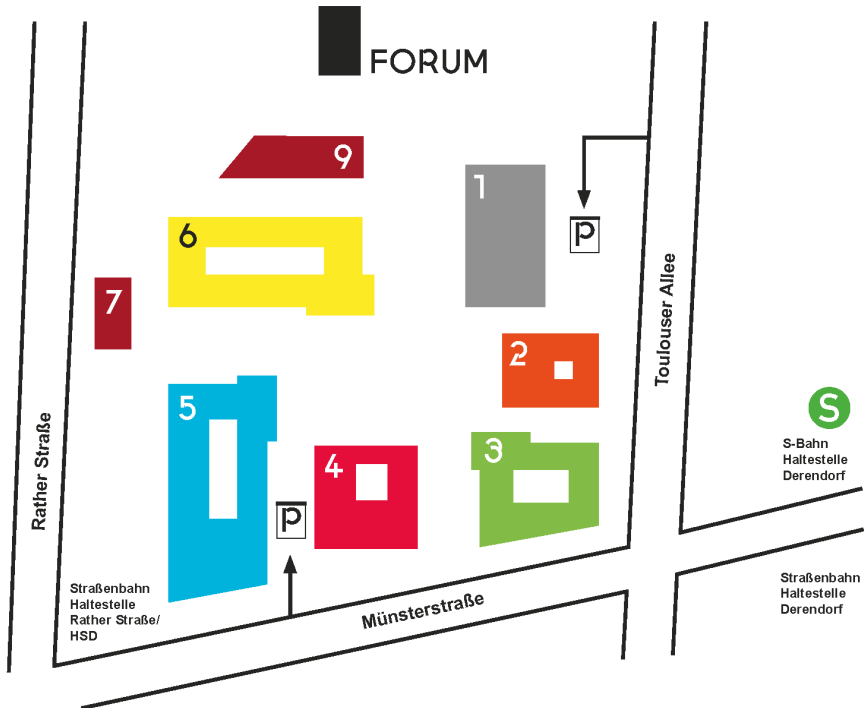 FORUM
9
1
P
6
7
Toulouser Allee
2
5
S
3
4
S-Bahn
Haltestelle
Derendorf
Rather Straße
P
Straßenbahn
Haltestelle
Rather Straße/
HSD
Münsterstraße
Straßenbahn
Haltestelle
Derendorf